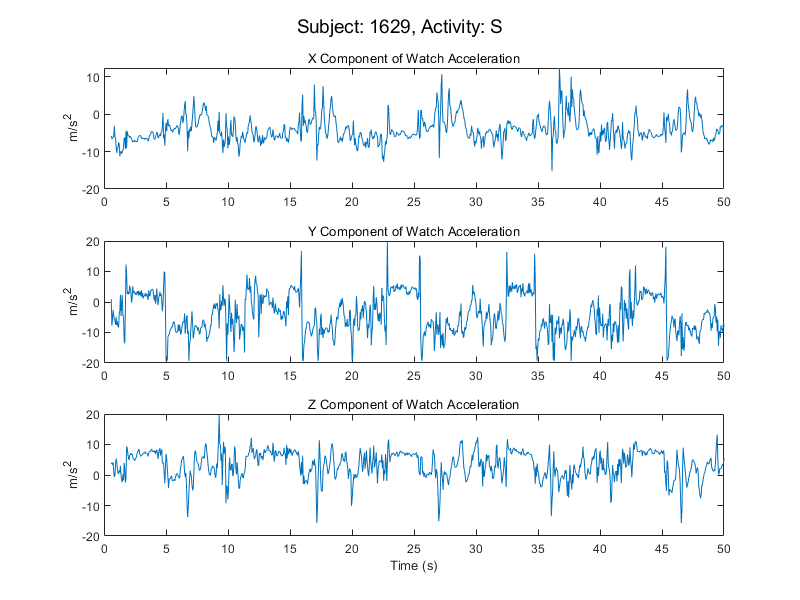 Subject: 1629, Activity: S
X Component of Watch Acceleration
10
0
-10
-20
m/s2
0 5 10 15 20 25 30 35 40 45 50
Y Component of Watch Acceleration
20
10
0
-10
-20
m/s2
0 5 10 15 20 25 30 35 40 45 50
Z Component of Watch Acceleration
20
10
0
-10
-20
m/s2
0 5 10 15 20 25 30 35 40 45 50
Time (s)